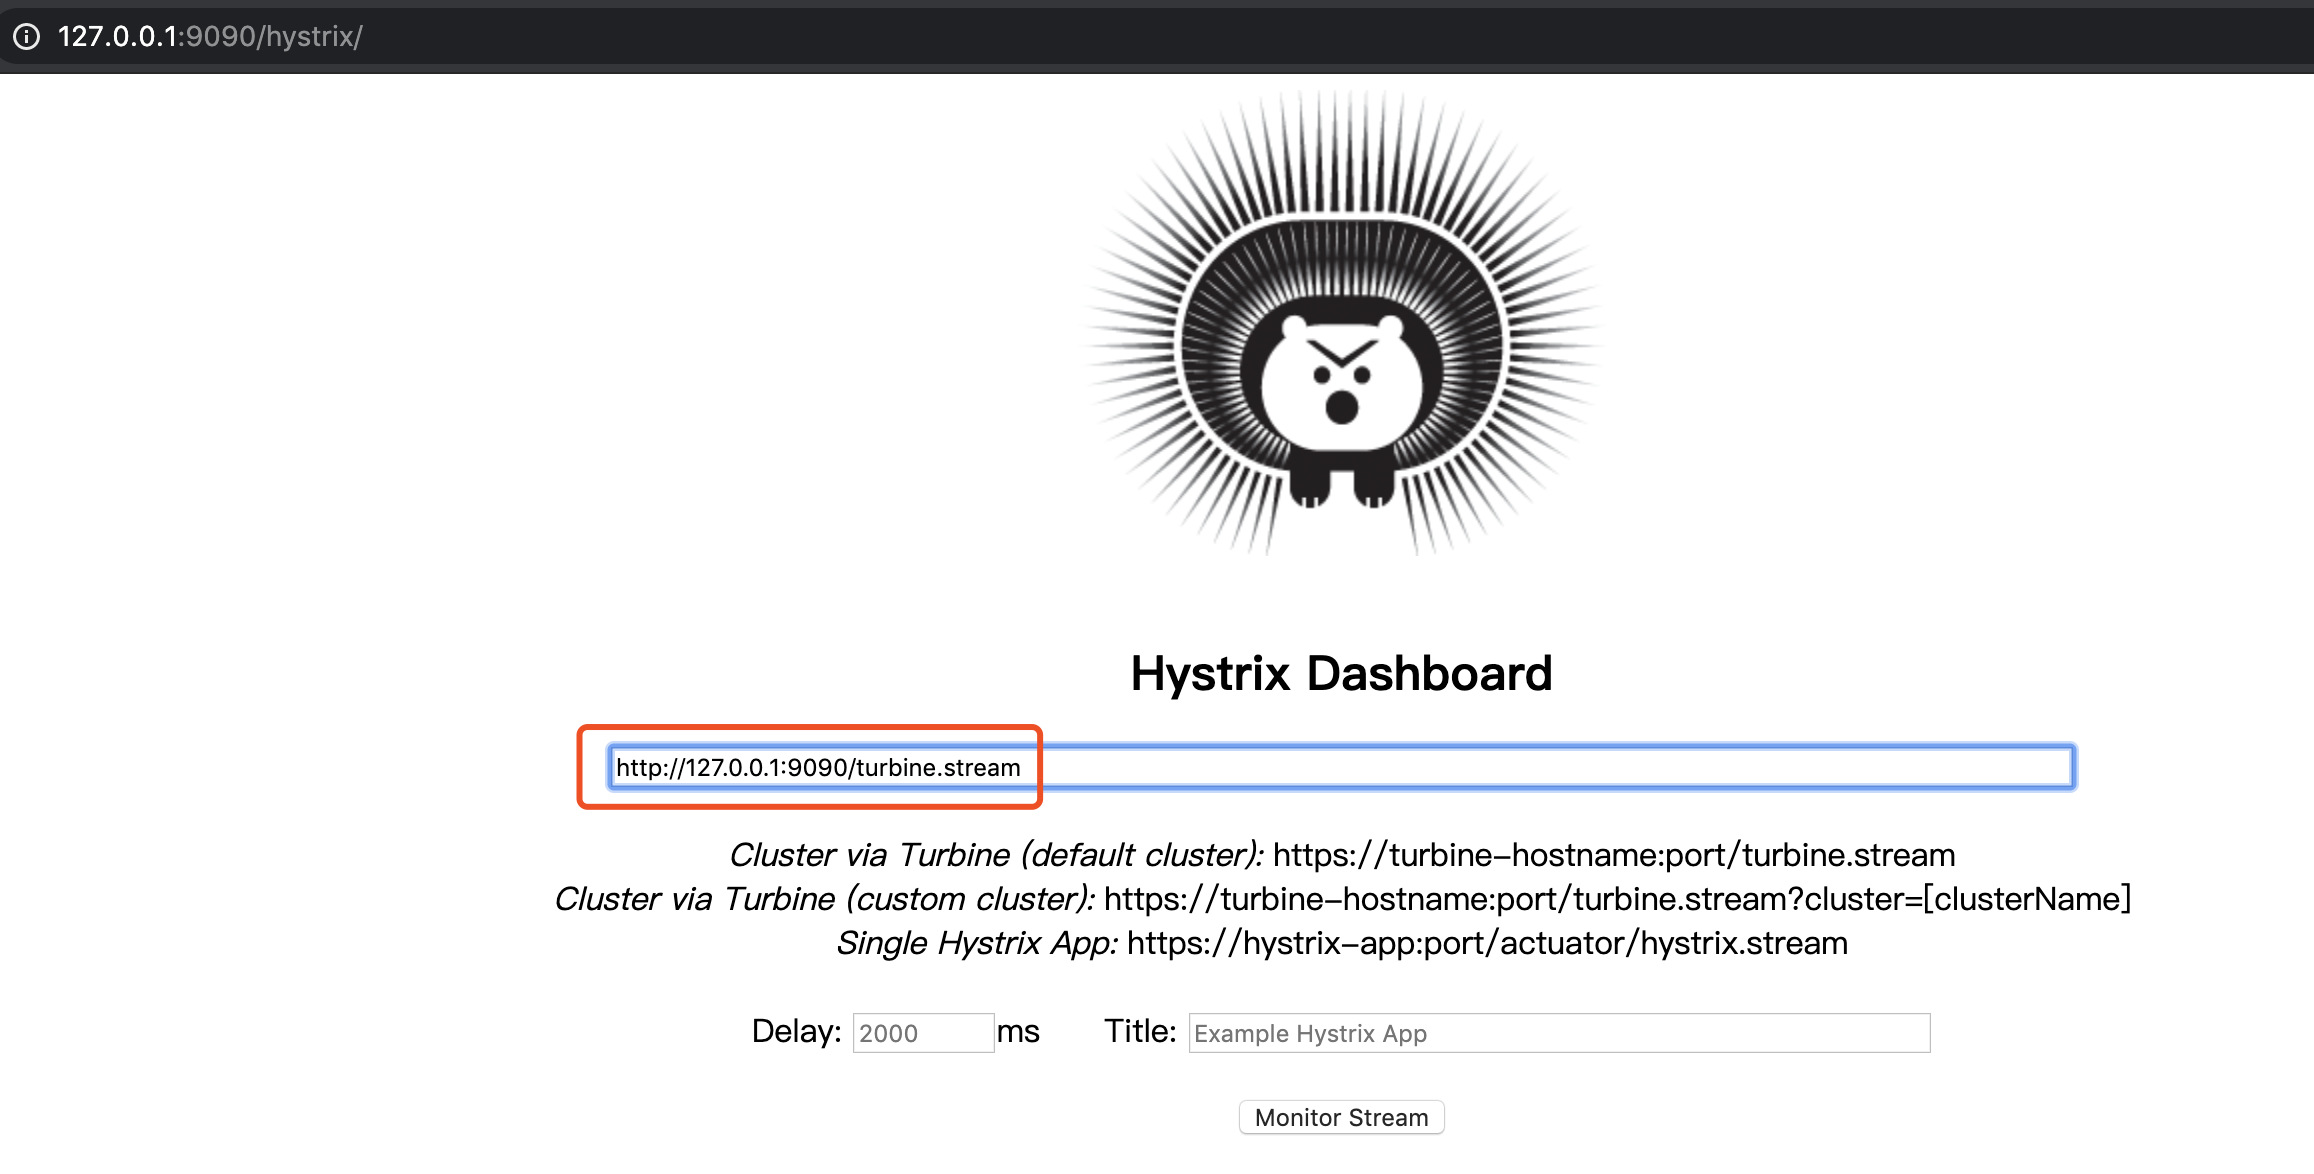 127.0.0.1:9090/hystrix/
Hystrix Dashboard
http://127.0.0.1:9090/turbine.stream
Cluster via Turbine (default cluster): https://turbine-hostname:port/turbine.stream
Cluster via Turbine (custom cluster): https://turbine-hostname:port/turbine.stream?cluster=[clusterName]
Single Hystrix App: https://hystrix-app:port/actuator/hystrix.stream
Delay: 2000 ms Title: Example Hystrix App
Monitor Stream